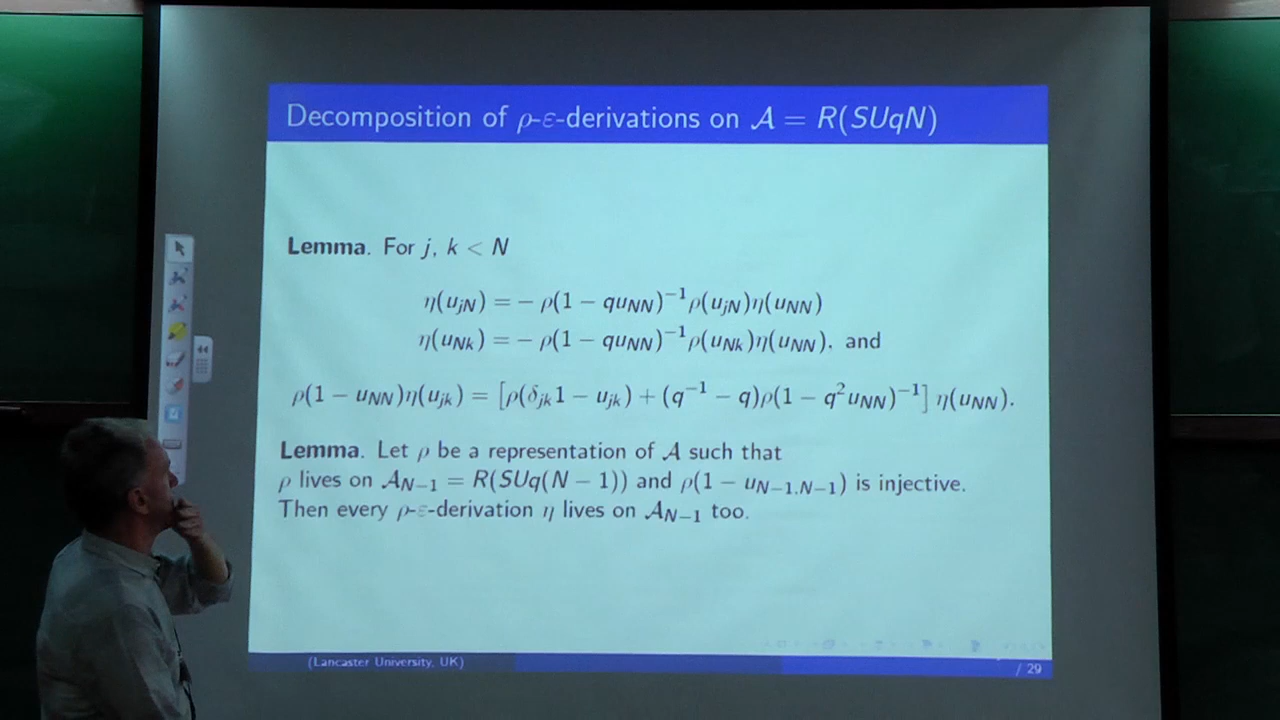 Decomposition of ρ-ε-derivations on 𝒜 = R(SUqN)
Lemma. For j, k < N
η(u_{jN}) = − ρ(1 − qu_{NN})^{−1}ρ(u_{jN})η(u_{NN})
η(u_{Nk}) = − ρ(1 − qu_{NN})^{−1}ρ(u_{Nk})η(u_{NN}), and
ρ(1 − u_{NN})η(u_{jk}) = [ρ(δ_{jk}1 − u_{jk}) + (q^{−1} − q)ρ(1 − q^2u_{NN})^{−1}] η(u_{NN}).
Lemma. Let ρ be a representation of 𝒜 such that
ρ lives on 𝒜_{N−1} = R(SUq(N − 1)) and ρ(1 − u_{N−1,N−1}) is injective.
Then every ρ-ε-derivation η lives on 𝒜_{N−1} too.
(Lancaster University, UK)
/ 29